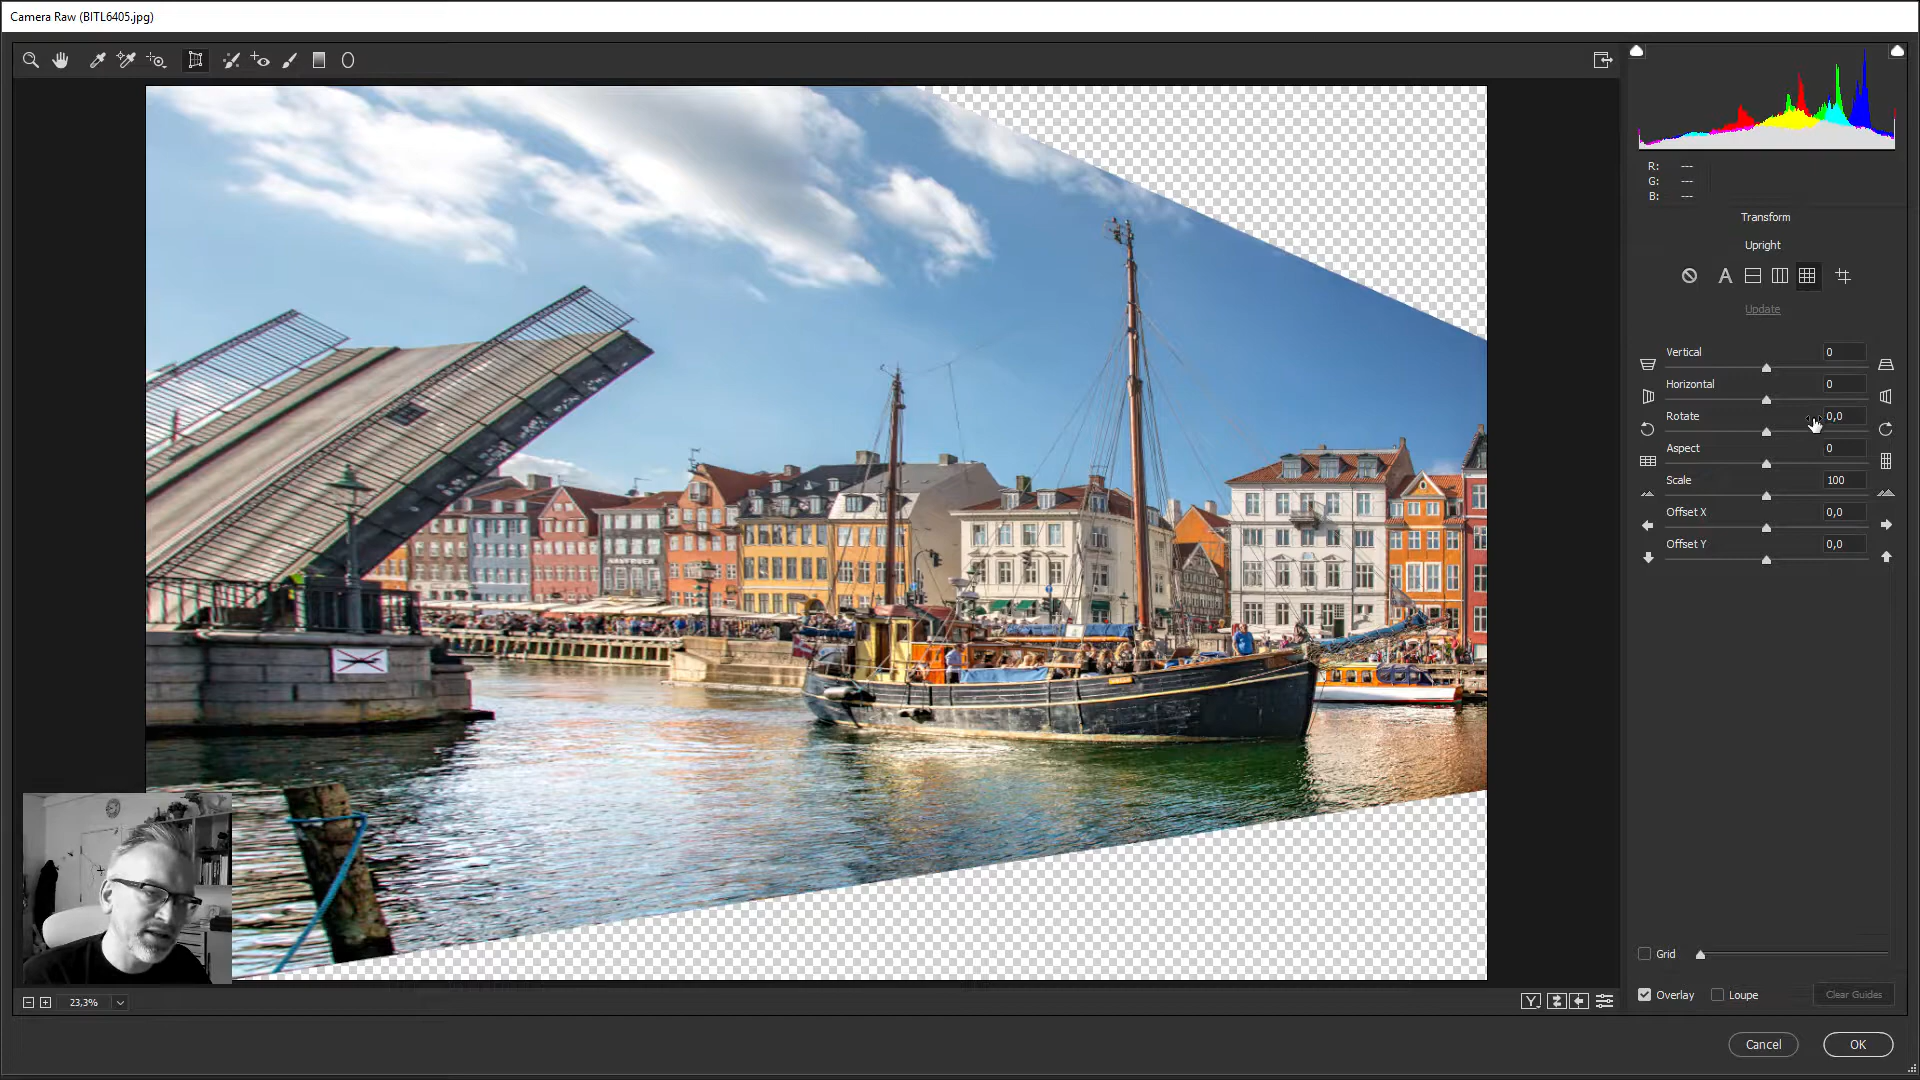 Camera Raw (BITL6405.jpg)
R: ---
G: ---
B: ---
Transform
Upright
A
Update
Vertical 0
Horizontal 0
Rotate 0,0
Aspect 0
Scale 100
Offset X 0,0
Offset Y 0,0
Grid
Overlay Loupe Clear Guides
23,3%
Y
Cancel OK